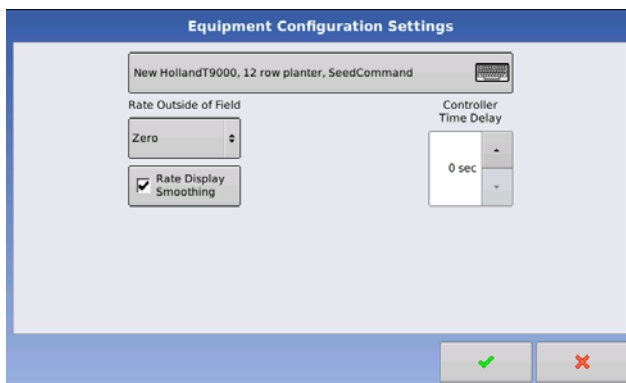 Equipment Configuration Settings
New HollandT9000, 12 row planter, SeedCommand
Rate Outside of Field
Zero
Rate Display
Smoothing
Controller
Time Delay
0 sec